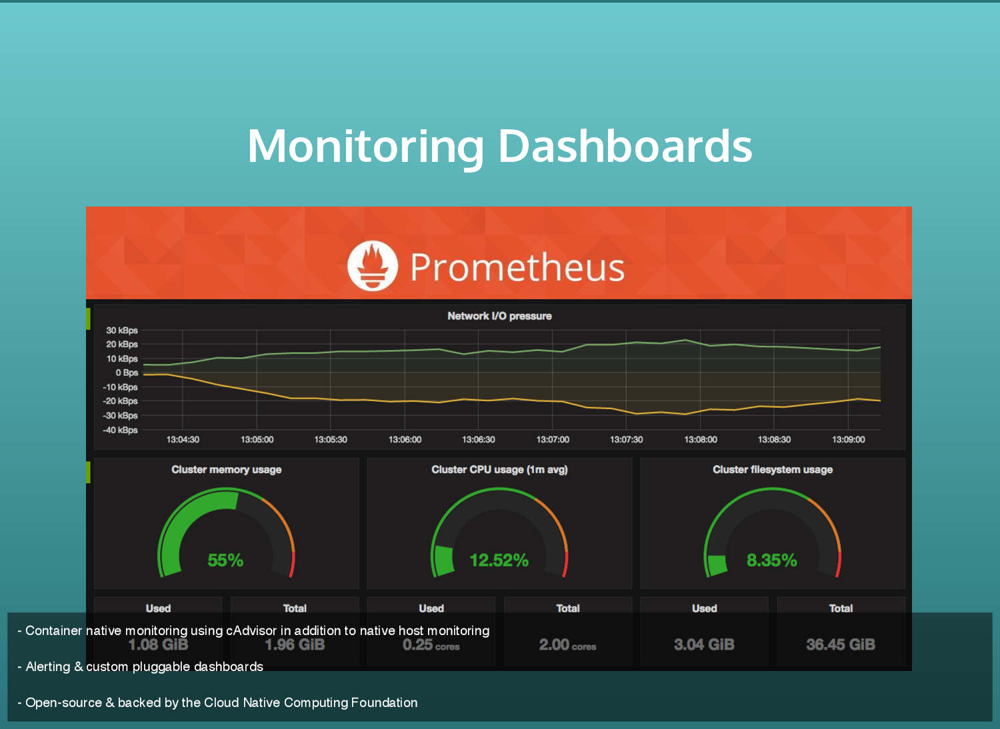 Monitoring Dashboards
Prometheus
Network I/O pressure
30 kBps
20 kBps
10 kBps
0 Bps
-10 kBps
-20 kBps
-30 kBps
-40 kBps
13:04:30 13:05:00 13:05:30 13:06:00 13:06:30 13:07:00 13:07:30 13:08:00 13:08:30 13:09:00
Cluster memory usage
55%
Cluster CPU usage (1m avg)
12.52%
Cluster filesystem usage
8.35%
Used Total Used Total Used Total
1.08 GiB 1.96 GiB 0.25 cores 2.00 cores 3.04 GiB 36.45 GiB
- Container native monitoring using cAdvisor in addition to native host monitoring
- Alerting & custom pluggable dashboards
- Open-source & backed by the Cloud Native Computing Foundation